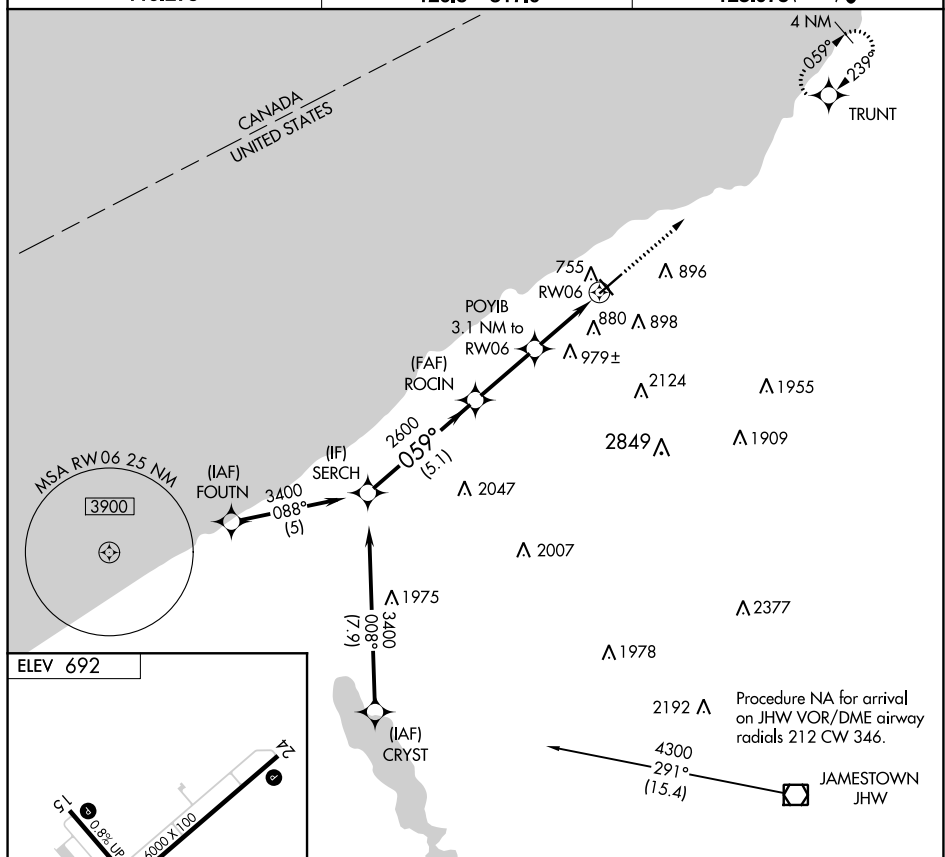 4 NM
059°
239°
TRUNT
CANADA
UNITED STATES
755
RW06
896
POYIB
3.1 NM to
RW06
880
898
979±
(FAF)
ROCIN
2124
1955
2600
059°
(5.1)
2849
1909
MSA RW06 25 NM
3900
(IAF)
FOUTN
3400
088°
(5)
(IF)
SERCH
2047
2007
1975
3400
008°
(7.9)
2377
1978
ELEV 692
2192
Procedure NA for arrival
on JHW VOR/DME airway
radials 212 CW 346.
(IAF)
CRYST
4300
291°
(15.4)
JAMESTOWN
JHW
24
P
15
P
0.8% UP
6000 X 100